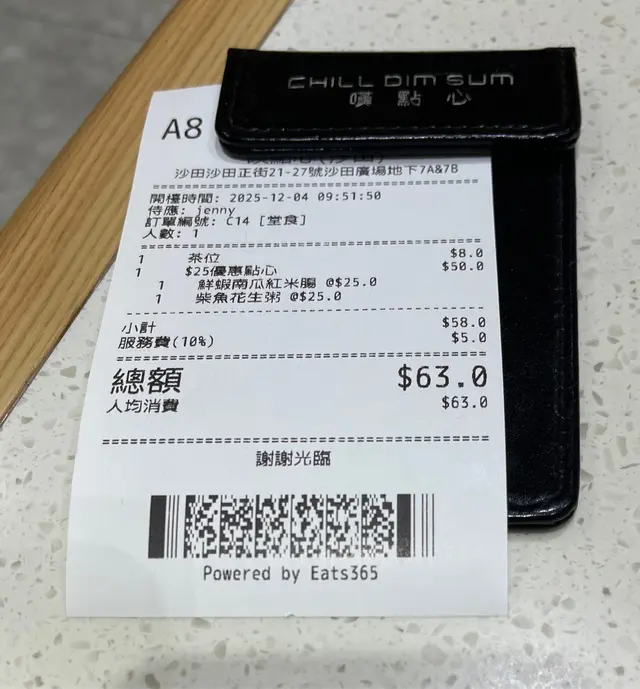 CHILL DIM SUM
嘆點心
A8
沙田沙田正街21-27號沙田廣場地下7A&7B
開檯時間: 2025-12-04 09:51:50
侍應: jenny
訂單編號: C14 [堂食]
人數: 1
1 茶位 $8.0
1 $25優惠點心 $50.0
1 鮮蝦南瓜紅米腸 @$25.0
1 柴魚花生粥 @$25.0
小計 $58.0
服務費(10%) $5.0
總額 $63.0
人均消費 $63.0
謝謝光臨
Powered by Eats365